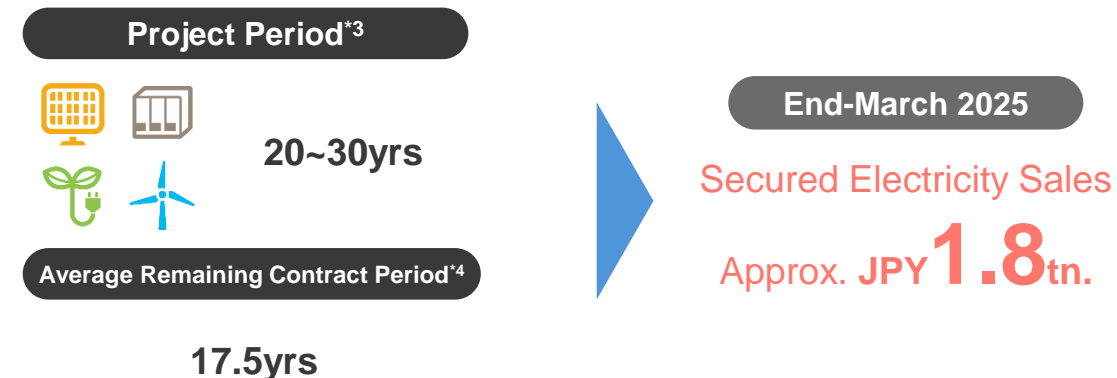 Project Period*3
20~30yrs
Average Remaining Contract Period*4
17.5yrs
End-March 2025
Secured Electricity Sales
Approx. JPY1.8tn.